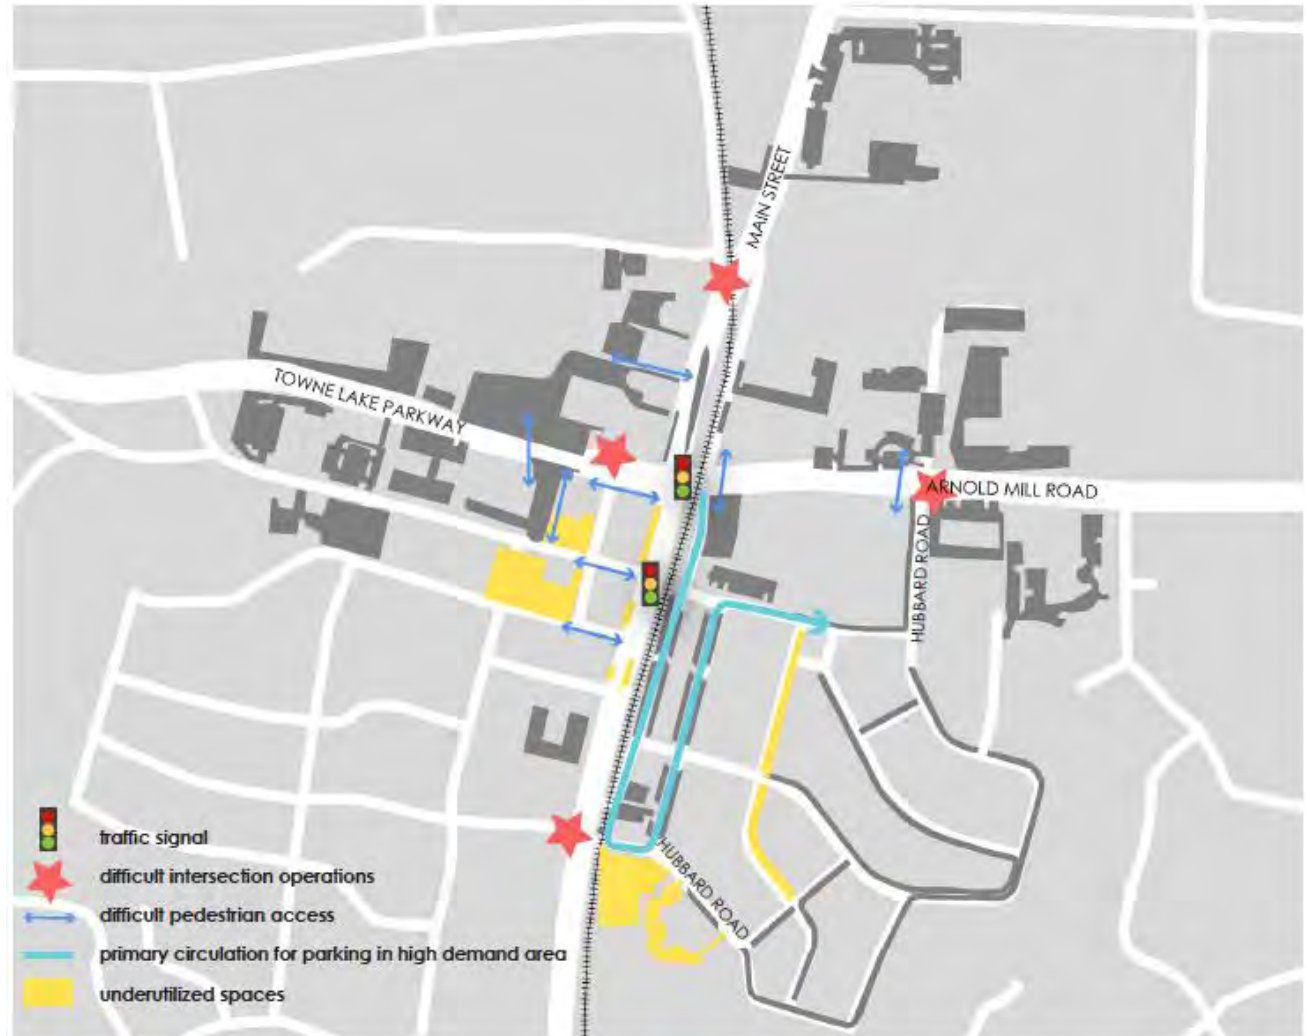 MAIN STREET
TOWNE LAKE PARKWAY
ARNOLD MILL ROAD
HUBBARD ROAD
HUBBARD ROAD
traffic signal
difficult intersection operations
difficult pedestrian access
primary circulation for parking in high demand area
underutilized spaces